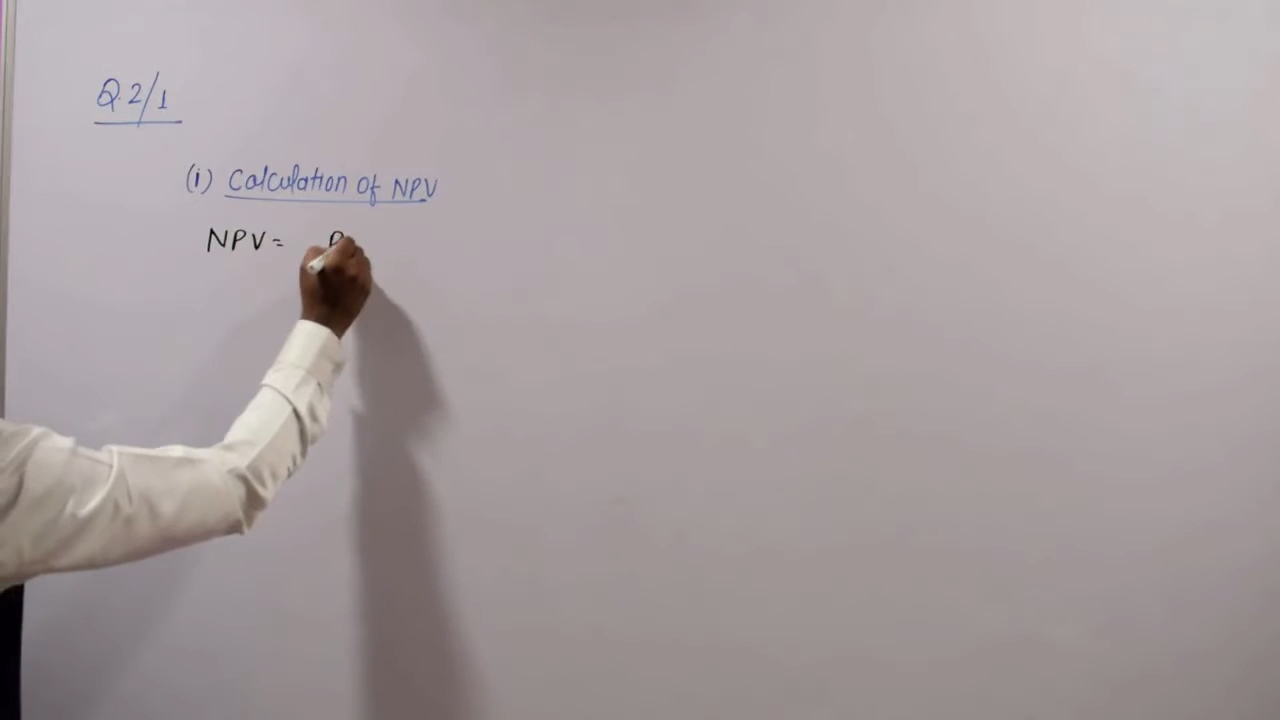 Q.2/1
(i) Calculation Of NPV
NPV = P